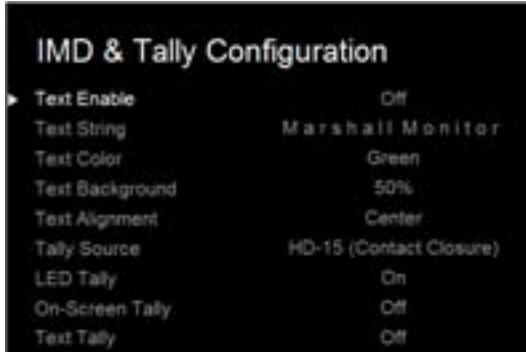 IMD & Tally Configuration
Text Enable Off
Text String Marshall Monitor
Text Color Green
Text Background 50%
Text Alignment Center
Tally Source HD-15 (Contact Closure)
LED Tally On
On-Screen Tally Off
Text Tally Off